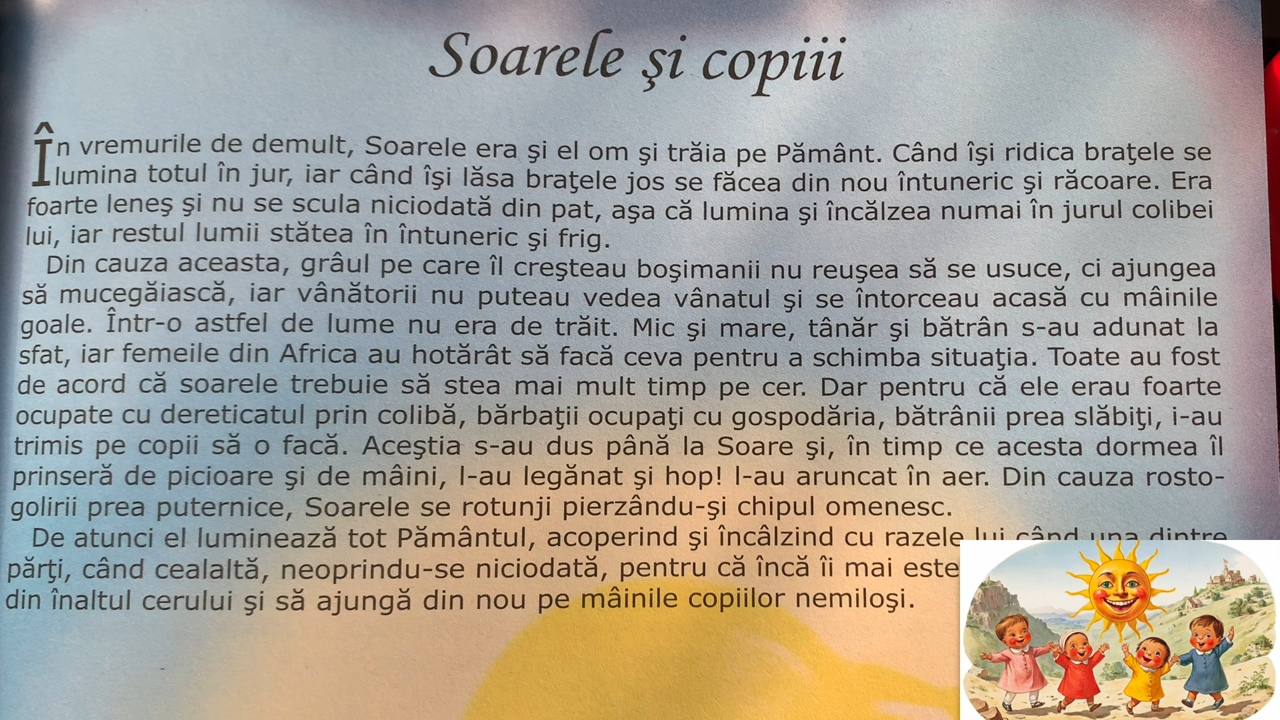 Soarele şi copiii
În vremurile de demult, Soarele era şi el om şi trăia pe Pământ. Când îşi ridica braţele se
lumina totul în jur, iar când îşi lăsa braţele jos se făcea din nou întuneric şi răcoare. Era
foarte leneş şi nu se scula niciodată din pat, aşa că lumina şi încălzea numai în jurul colibei
lui, iar restul lumii stătea în întuneric şi frig.
Din cauza aceasta, grâul pe care îl creşteau boşimanii nu reuşea să se usuce, ci ajungea
să mucegăiască, iar vânătorii nu puteau vedea vânatul şi se întorceau acasă cu mâinile
goale. Într-o astfel de lume nu era de trăit. Mic şi mare, tânăr şi bătrân s-au adunat la
sfat, iar femeile din Africa au hotărât să facă ceva pentru a schimba situaţia. Toate au fost
de acord că soarele trebuie să stea mai mult timp pe cer. Dar pentru că ele erau foarte
ocupate cu dereticatul prin colibă, bărbaţii ocupaţi cu gospodăria, bătrânii prea slăbiţi, i-au
trimis pe copii să o facă. Aceştia s-au dus până la Soare şi, în timp ce acesta dormea îl
prinseră de picioare şi de mâini, l-au legănat şi hop! l-au aruncat în aer. Din cauza rosto-
golirii prea puternice, Soarele se rotunji pierzându-şi chipul omenesc.
De atunci el luminează tot Pământul, acoperind şi încâlzind cu razele lui când una dintre
părţi, când cealaltă, neoprindu-se niciodată, pentru că încă îi mai este
din înaltul cerului şi să ajungă din nou pe mâinile copiilor nemiloşi.